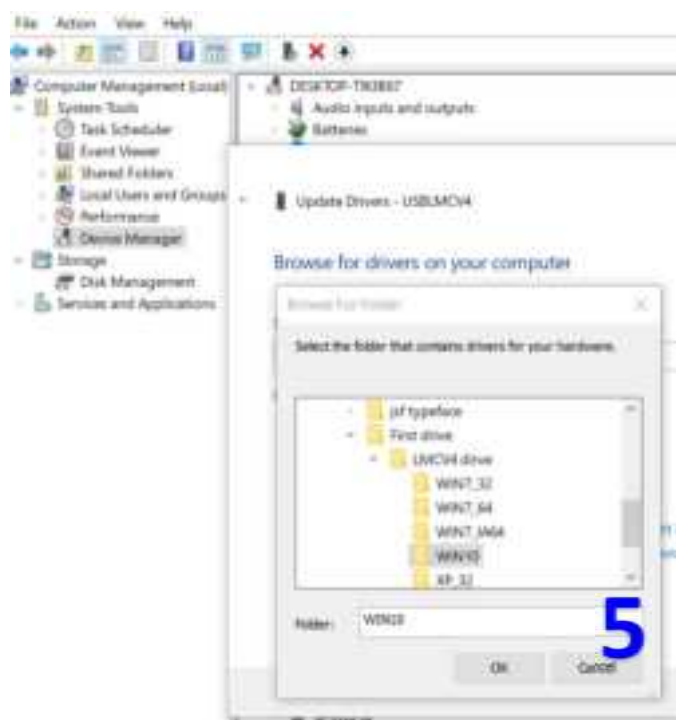 File Action View Help
Computer Management (Local)
System Tools
Task Scheduler
Event Viewer
Shared Folders
Local Users and Groups
Performance
Device Manager
Storage
Disk Management
Services and Applications
Audio inputs and outputs
Batteries
Update Drivers - USBLMCV4
Browse for drivers on your computer
Browse For Folder
Select the folder that contains drivers for your hardware.
jsf typeface
First drive
LMCV4 drive
WIN7_32
WIN7_64
WIN7_IA64
WIN10
XP_32
Folder: WIN10
5
OK Cancel